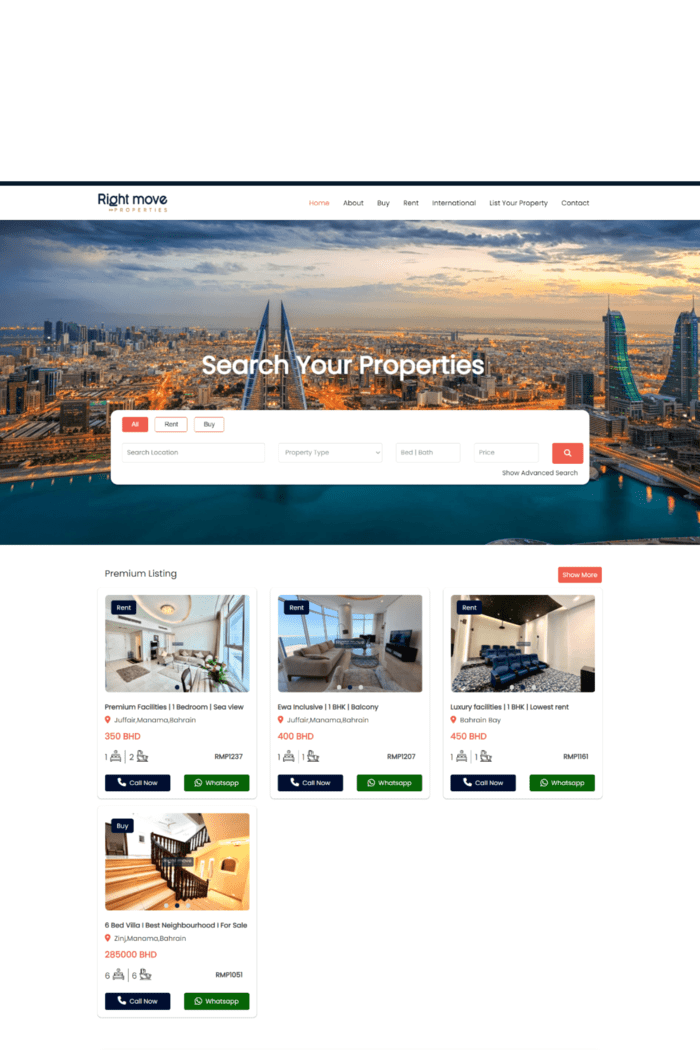 Right move
PROPERTIES
Home About Buy Rent International List Your Property Contact
Search Your Properties
All Rent Buy
Search Location Property Type Bed | Bath Price
Show Advanced Search
Premium Listing Show More
Rent Rent Rent
Premium Facilities | 1 Bedroom | Sea view Ewa Inclusive | 1 BHK | Balcony Luxury facilities | 1 BHK | Lowest rent
Juffair,Manama,Bahrain Juffair,Manama,Bahrain Bahrain Bay
350 BHD 400 BHD 450 BHD
1 2 RMP1237 1 1 RMP1207 1 1 RMP1161
Call Now Whatsapp Call Now Whatsapp Call Now Whatsapp
Buy
6 Bed Villa I Best Neighbourhood I For Sale
Zinj,Manama,Bahrain
285000 BHD
6 6 RMP1051
Call Now Whatsapp